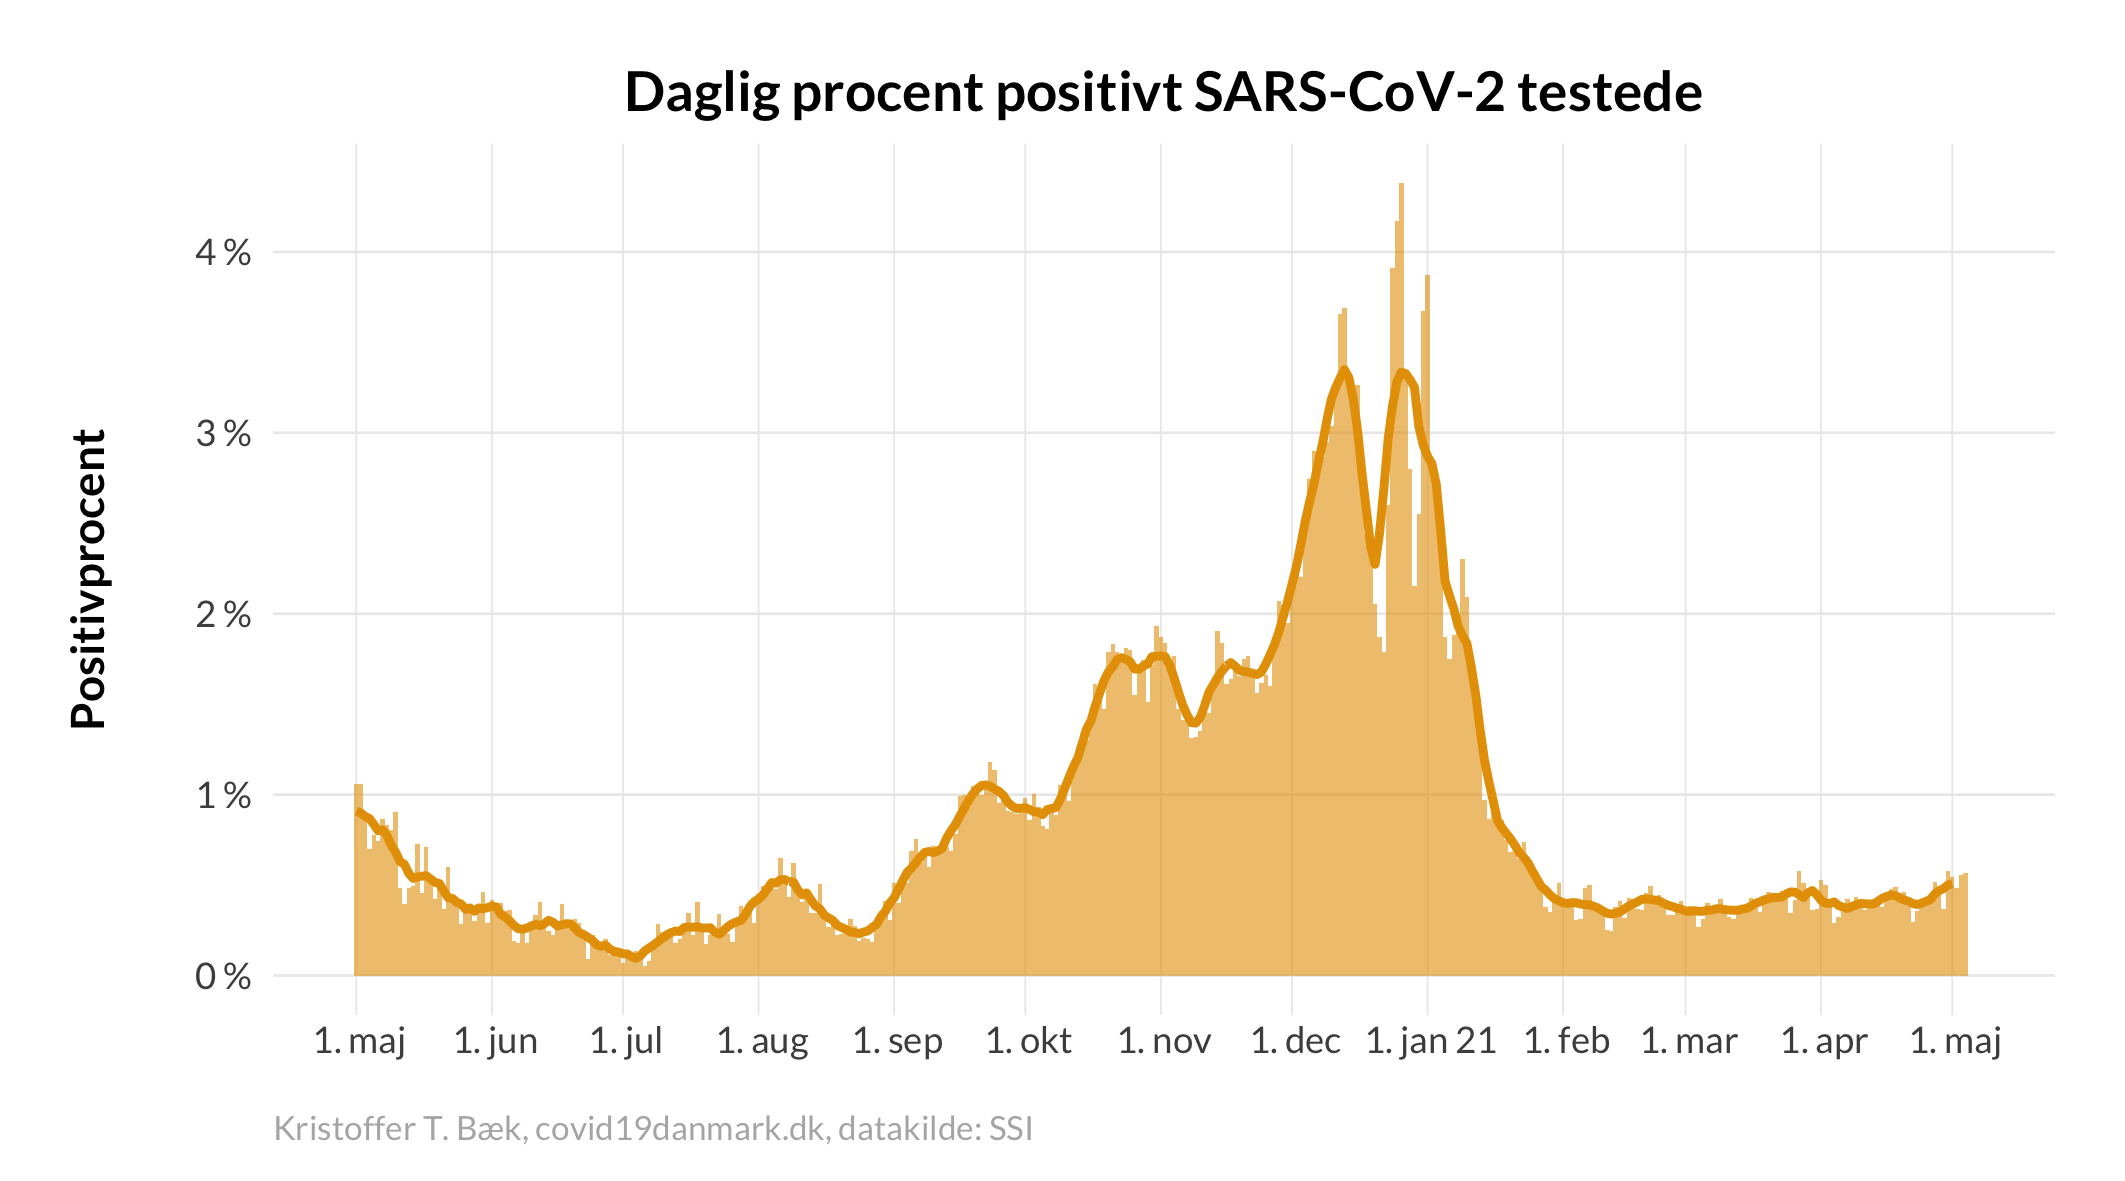 Daglig procent positivt SARS-CoV-2 testede
Positivprocent
4 %
3 %
2 %
1 %
0 %
1. maj 1. jun 1. jul 1. aug 1. sep 1. okt 1. nov 1. dec 1. jan 21 1. feb 1. mar 1. apr 1. maj
Kristoffer T. Bæk, covid19danmark.dk, datakilde: SSI